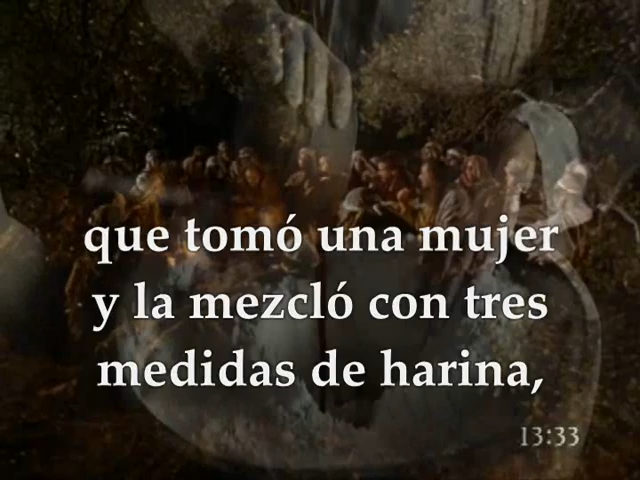 que tomó una mujer
y la mezcló con tres
medidas de harina,
13:33